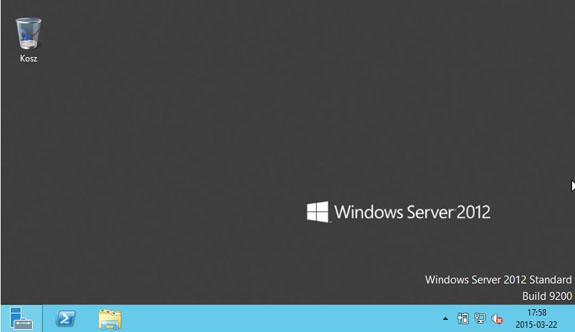 Kosz
Windows Server 2012
Windows Server 2012 Standard
Build 9200
17:58
2015-03-22